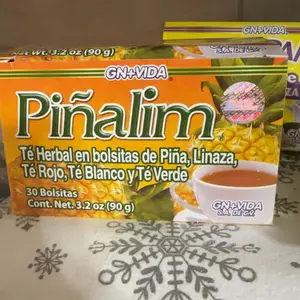 Net Wt. 3.2 oz (90 g)
GN+VIDA
S.A. DE C.V.
GN+VIDA
Piñalim
Té Herbal en bolsitas de Piña, Linaza,
Té Rojo, Té Blanco y Té Verde
30 Bolsitas
Cont. Net. 3.2 oz (90 g)
GN+VIDA
S.A. DE C.V.